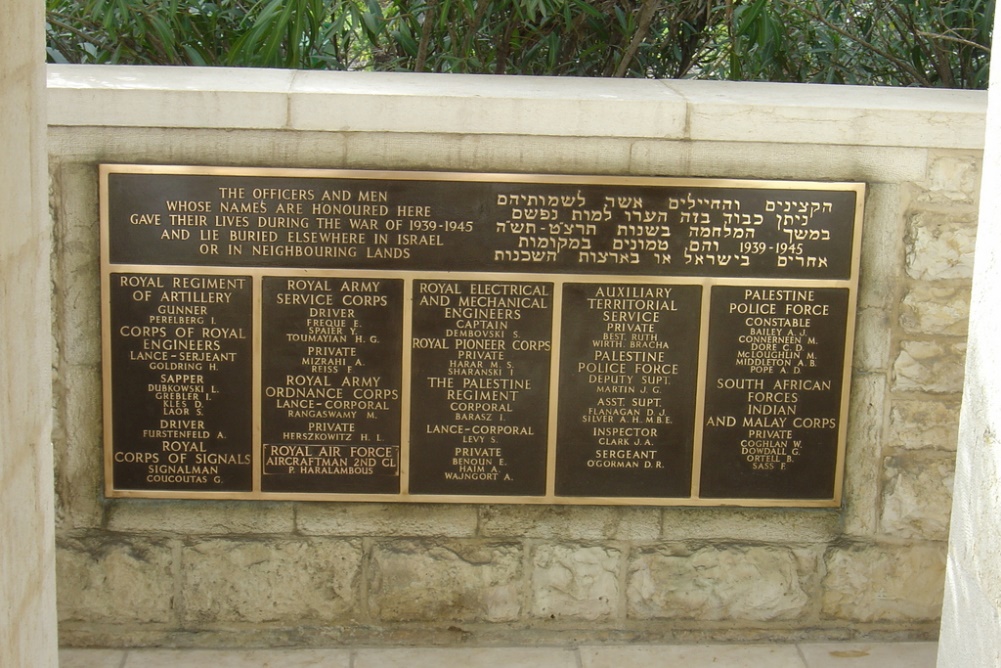 THE OFFICERS AND MEN
WHOSE NAMES ARE HONOURED HERE
GAVE THEIR LIVES DURING THE WAR OF 1939-1945
AND LIE BURIED ELSEWHERE IN ISRAEL
OR IN NEIGHBOURING LANDS
הקצינים והחיילים אשר לשמותיהם
ניתן כבוד בזה הערו למות נפשם
במשך המלחמה בשנות תרצ״ט-תש״ה
1939-1945 והם טמונים במקומות
אחרים בישראל או בארצות השכנות
ROYAL REGIMENT
OF ARTILLERY
GUNNER
PERELBERG I.
CORPS OF ROYAL
ENGINEERS
LANCE-SERJEANT
GOLDRING H.
SAPPER
DUBKOWSKI L.
GREBLER I.
KLES D.
LAOR S.
DRIVER
FURSTENFELD A.
ROYAL
CORPS OF SIGNALS
SIGNALMAN
COUCOUTAS G.
ROYAL ARMY
SERVICE CORPS
DRIVER
FREQUE E.
SPAIER Y.
TOUMAYIAN H. G.
PRIVATE
MIZRAHI A.
REISS F.
ROYAL ARMY
ORDNANCE CORPS
LANCE-CORPORAL
RANGASWAMY M.
PRIVATE
HERSZKOWITZ H. L.
ROYAL AIR FORCE
AIRCRAFTMAN 2ND CL
P. HARALAMBOUS
ROYAL ELECTRICAL
AND MECHANICAL
ENGINEERS
CAPTAIN
DEMBOVSKI S.
ROYAL PIONEER CORPS
PRIVATE
HARAR M. S.
SHARANSKI I.
THE PALESTINE
REGIMENT
CORPORAL
BARASZ I.
LANCE-CORPORAL
LEVY S.
PRIVATE
BENOUN E.
HAIM A.
WAJNGORT A.
AUXILIARY
TERRITORIAL
SERVICE
PRIVATE
BEST, RUTH
WIRTH, BRACHA
PALESTINE
POLICE FORCE
DEPUTY SUPT.
MARTIN J. G.
ASST. SUPT.
FLANAGAN D. J.
SILVER A. H. M.B.E.
INSPECTOR
CLARK J. A.
SERGEANT
O'GORMAN D. R.
PALESTINE
POLICE FORCE
CONSTABLE
BAILEY A. J.
CONNERNEEN M.
DORE G. D.
McLOUGHLIN M.
MIDDLETON A. B.
POPE A. D.
SOUTH AFRICAN
FORCES
INDIAN
AND MALAY CORPS
PRIVATE
COGHLAN W.
DOWDALL G.
ORTELL B.
SASS F.